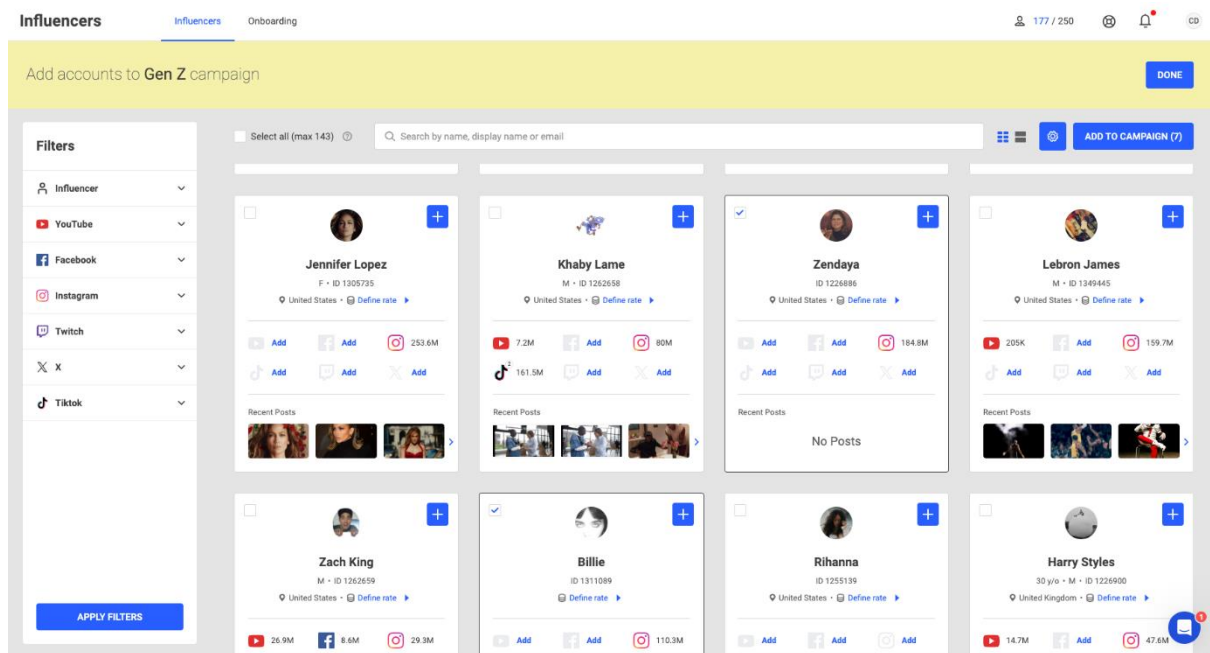 Influencers
Influencers Onboarding
177 / 250
CD
Add accounts to Gen Z campaign
DONE
Filters
Influencer
YouTube
Facebook
Instagram
Twitch
X
Tiktok
APPLY FILTERS
Select all (max 143)
Search by name, display name or email
ADD TO CAMPAIGN (7)
Jennifer Lopez
F • ID 1305735
United States • Define rate
Add Add 253.6M
Add Add Add
Recent Posts
Khaby Lame
M • ID 1262658
United States • Define rate
7.2M Add 80M
2 161.5M Add Add
Recent Posts
Zendaya
ID 1226886
United States • Define rate
Add Add 184.8M
Add Add Add
Recent Posts
No Posts
Lebron James
M • ID 1349445
United States • Define rate
205K Add 159.7M
Add Add Add
Recent Posts
Zach King
M • ID 1262659
United States • Define rate
26.9M 8.6M 29.3M
Billie
ID 1311089
Define rate
Add Add 110.3M
Rihanna
ID 1255139
United States • Define rate
Add Add Add
Harry Styles
30 y/o • M • ID 1226900
United Kingdom • Define rate
14.7M Add 47.6M
1